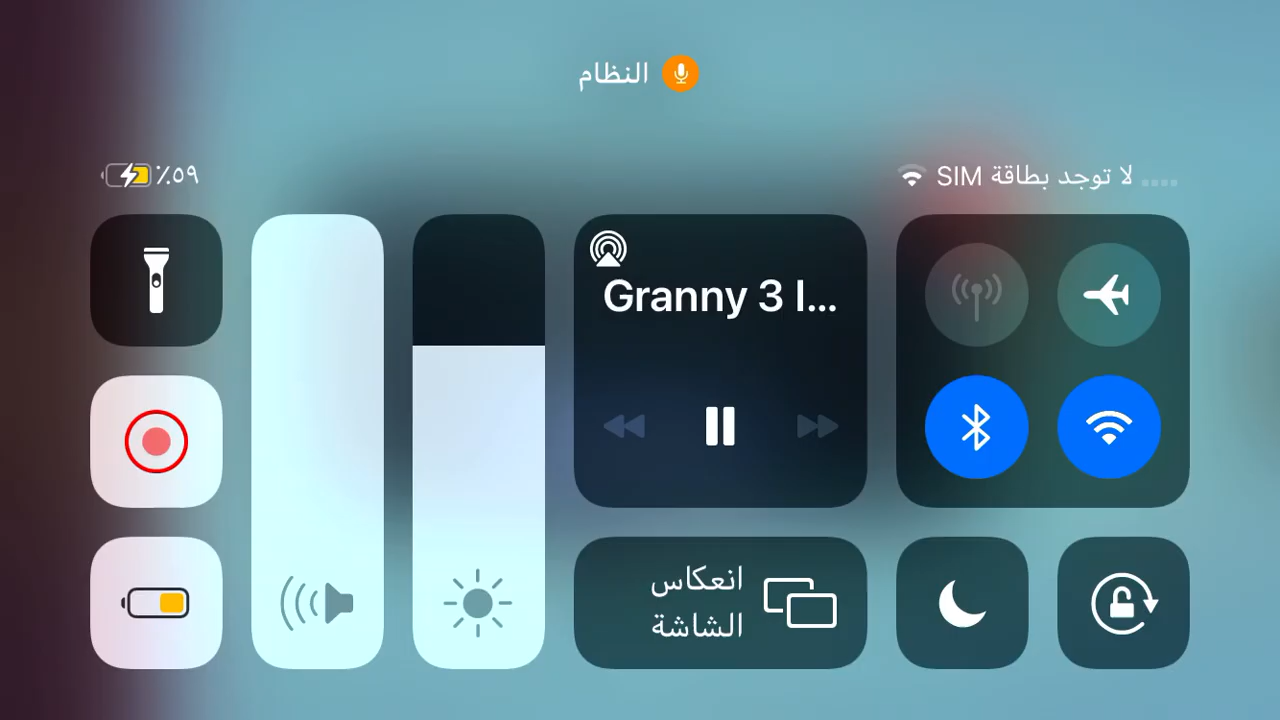 النظام
لا توجد بطاقة SIM
٪٥٩
Granny 3 I...
انعكاس
الشاشة